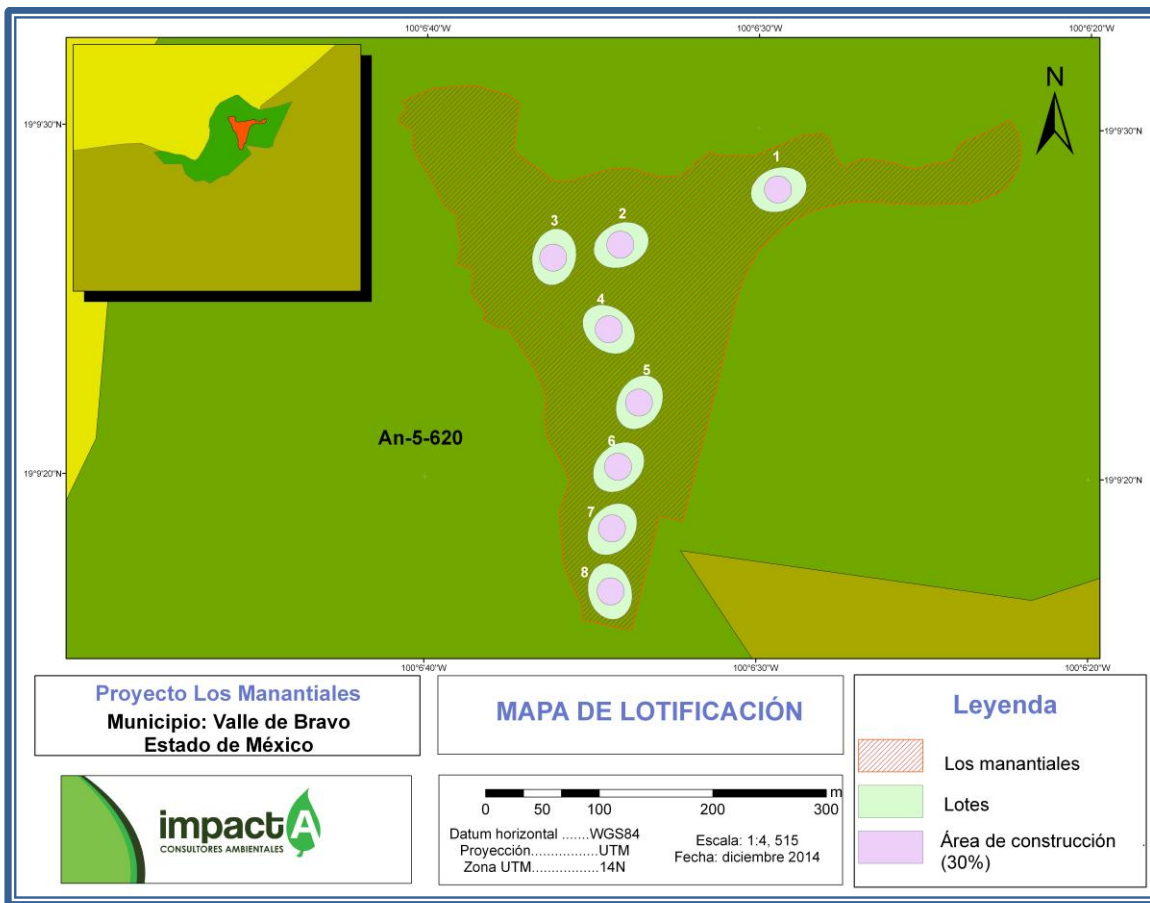 100°6'40"W
100°6'30"W
100°6'20"W
N
19°9'30"N
19°9'30"N
1
2
3
4
5
An-5-620
6
19°9'20"N
19°9'20"N
7
8
100°6'40"W
100°6'30"W
100°6'20"W
Proyecto Los Manantiales
Municipio: Valle de Bravo
Estado de México
MAPA DE LOTIFICACIÓN
Leyenda
Los manantiales
Lotes
Área de construcción
(30%)
impactA
CONSULTORES AMBIENTALES
m
0 50 100 200 300
Datum horizontal ......WGS84
Proyección.................UTM
Zona UTM..................14N
Escala: 1:4, 515
Fecha: diciembre 2014